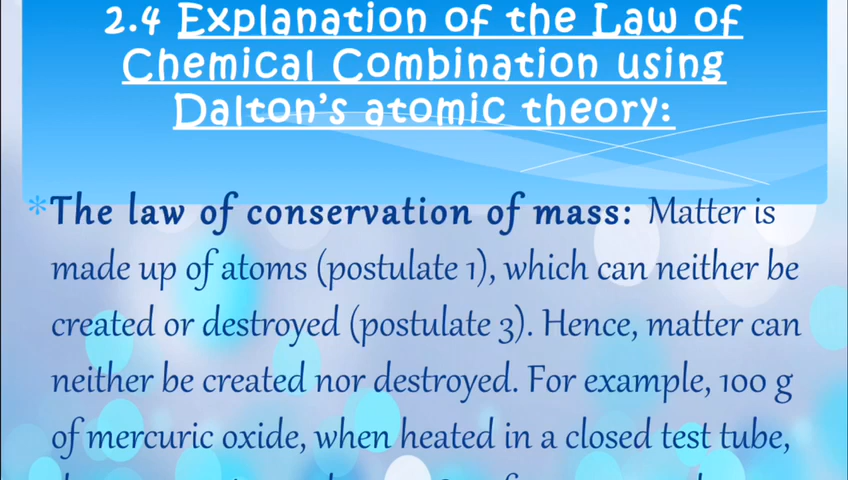 2.4 Explanation of the Law of
Chemical Combination using
Dalton's atomic theory:
*The law of conservation of mass: Matter is
made up of atoms (postulate 1), which can neither be
created or destroyed (postulate 3). Hence, matter can
neither be created nor destroyed. For example, 100 g
of mercuric oxide, when heated in a closed test tube,